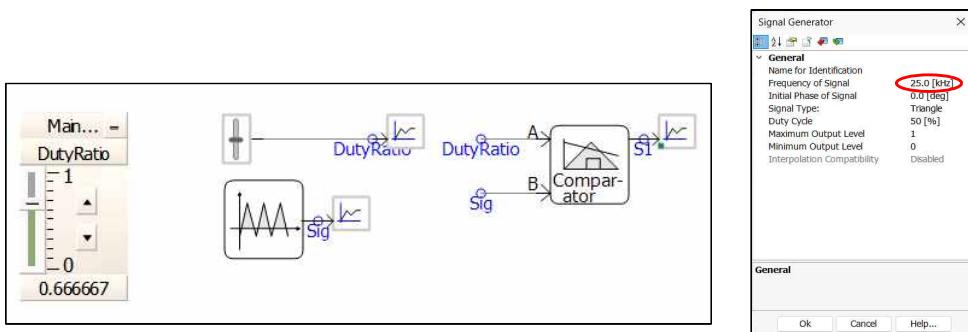 Main...
DutyRatio
1
0
0.666667
DutyRatio
Sig
DutyRatio
Sig
A
B
Compar-
ator
S1
Signal Generator
General
Name for Identification
Frequency of Signal 25.0 [kHz]
Initial Phase of Signal 0.0 [deg]
Signal Type: Triangle
Duty Cycle 50 [%]
Maximum Output Level 1
Minimum Output Level 0
Interpolation Compatibility Disabled
General
Ok Cancel Help...